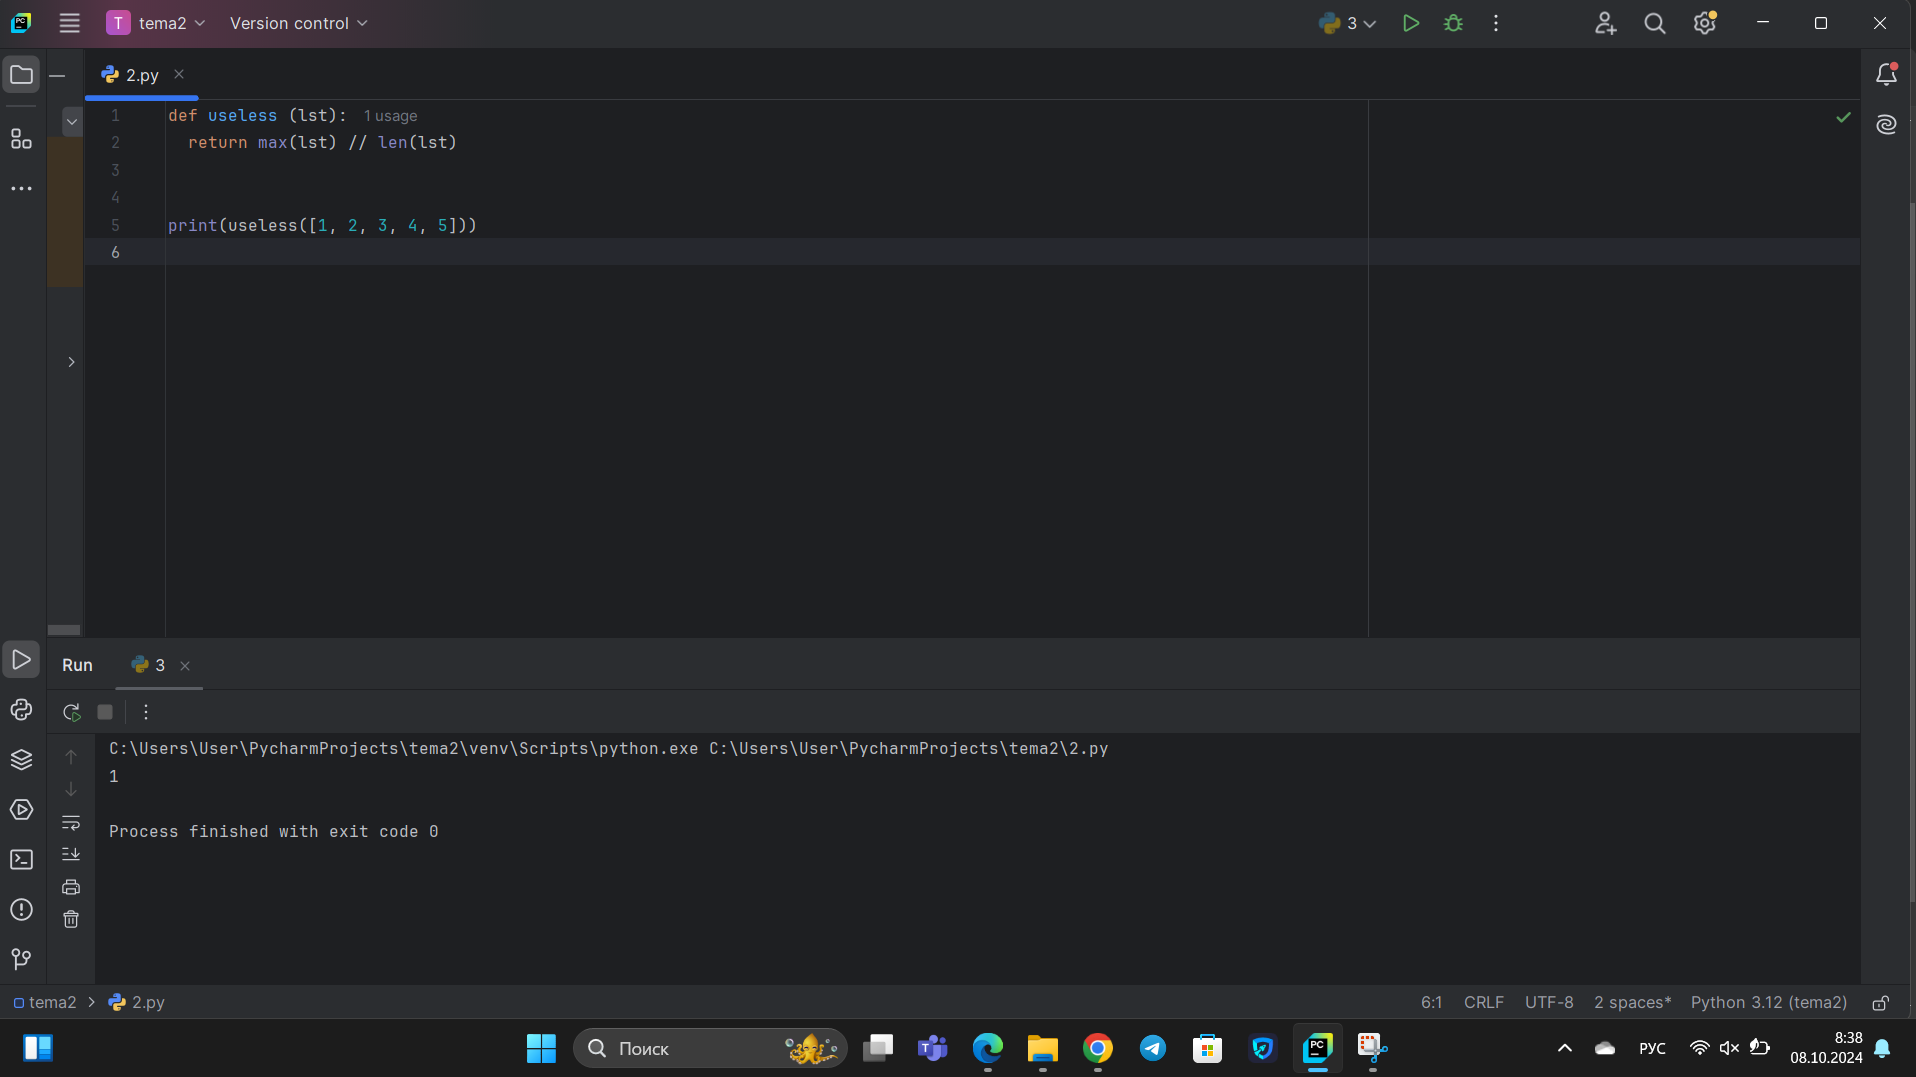 PC T tema2 Version control 3
2.py
1 def useless (lst): 1 usage
2 return max(lst) // len(lst)
3
4
5 print(useless([1, 2, 3, 4, 5]))
6
Run 3
C:\Users\User\PycharmProjects\tema2\venv\Scripts\python.exe C:\Users\User\PycharmProjects\tema2\2.py
1
Process finished with exit code 0
tema2 2.py 6:1 CRLF UTF-8 2 spaces* Python 3.12 (tema2)
Поиск T PC РУС 8:38
08.10.2024